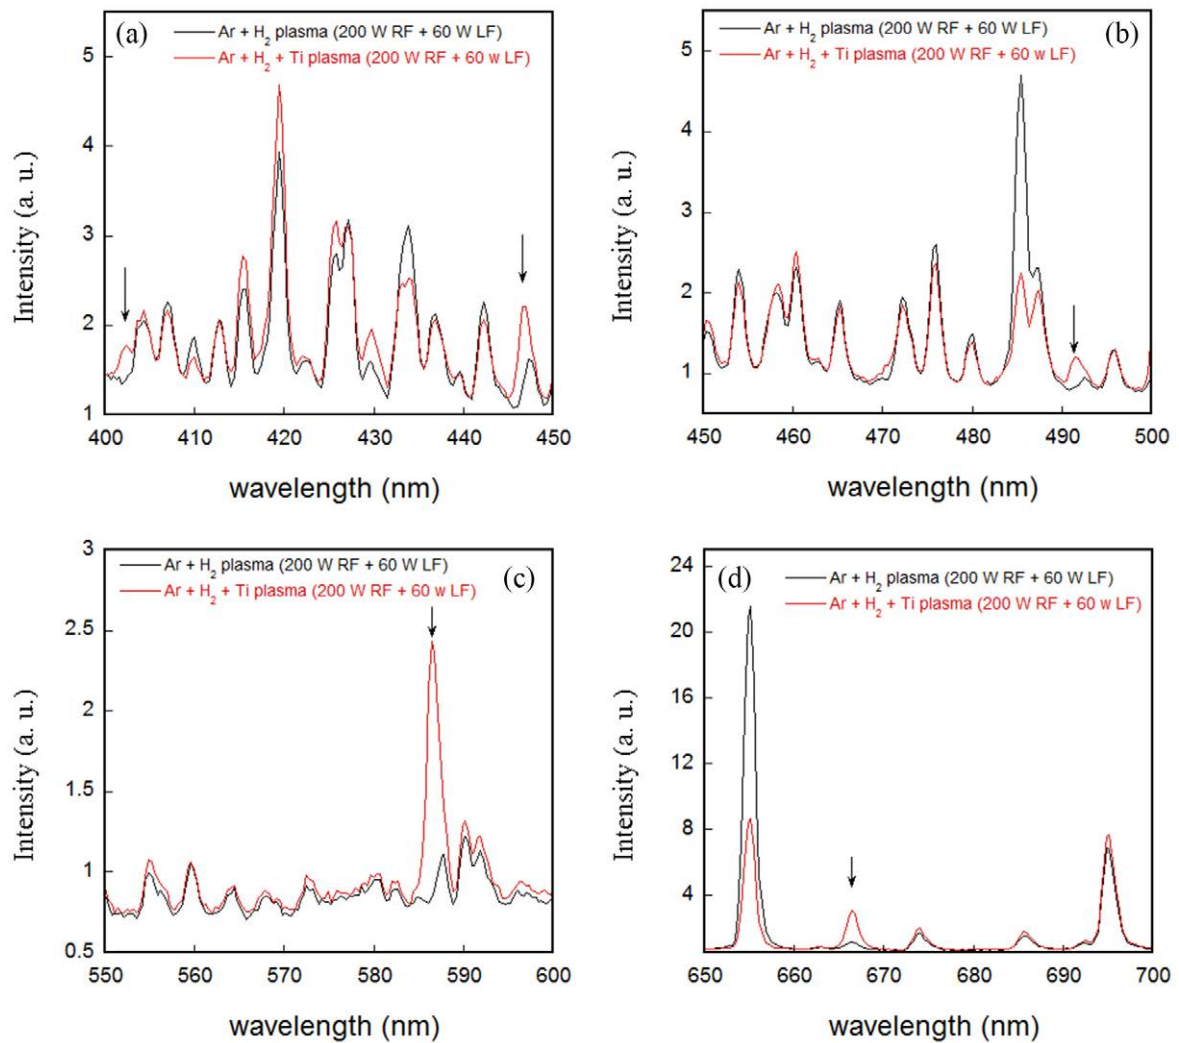 (a)
Ar + H2 plasma (200 W RF + 60 W LF)
Ar + H2 + Ti plasma (200 W RF + 60 w LF)
5
4
3
2
1
Intensity (a. u.)
400 410 420 430 440 450
wavelength (nm)
(b)
Ar + H2 plasma (200 W RF + 60 W LF)
Ar + H2 + Ti plasma (200 W RF + 60 w LF)
5
4
3
2
1
Intensity (a. u.)
450 460 470 480 490 500
wavelength (nm)
(c)
Ar + H2 plasma (200 W RF + 60 W LF)
Ar + H2 + Ti plasma (200 W RF + 60 w LF)
3
2.5
2
1.5
1
0.5
Intensity (a. u.)
550 560 570 580 590 600
wavelength (nm)
(d)
Ar + H2 plasma (200 W RF + 60 W LF)
Ar + H2 + Ti plasma (200 W RF + 60 w LF)
24
20
16
12
8
4
Intensity (a. u.)
650 660 670 680 690 700
wavelength (nm)